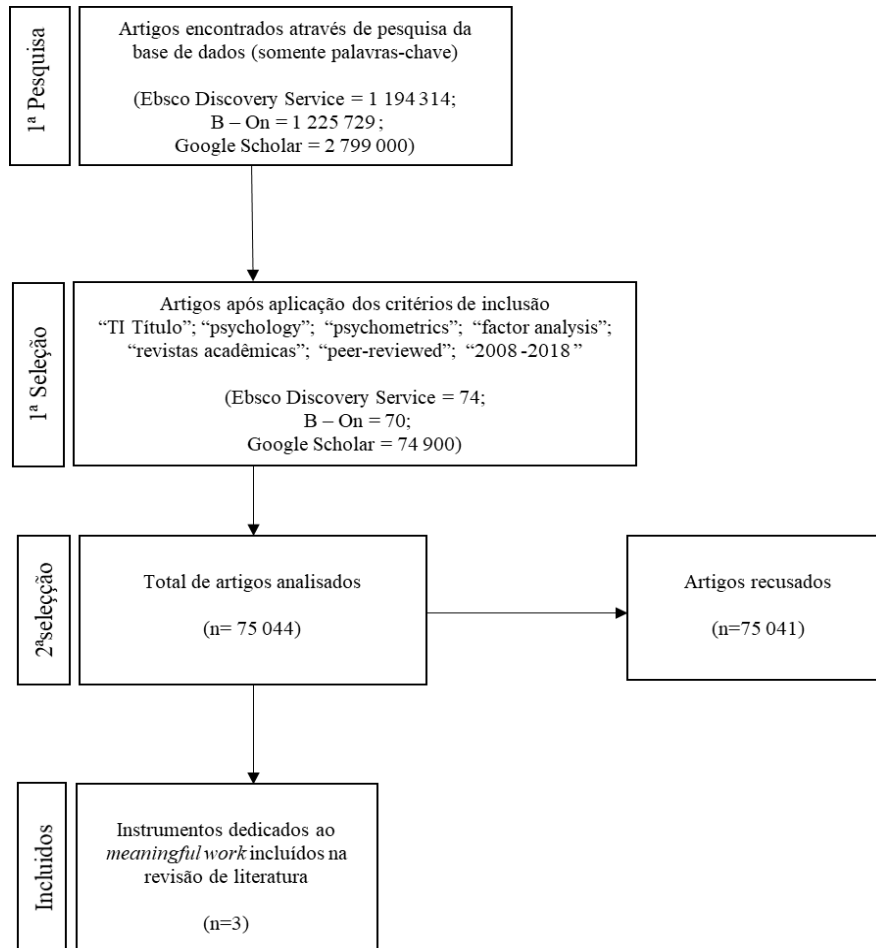 1ª Pesquisa
Artigos encontrados através de pesquisa da
base de dados (somente palavras-chave)
(Ebsco Discovery Service = 1 194 314;
B – On = 1 225 729;
Google Scholar = 2 799 000)
1ª Seleção
Artigos após aplicação dos critérios de inclusão
“TI Título”; “psychology”; “psychometrics”; “factor analysis”;
“revistas acadêmicas”; “peer-reviewed”; “2008-2018”
(Ebsco Discovery Service = 74;
B – On = 70;
Google Scholar = 74 900)
2ªseleçção
Total de artigos analisados
(n= 75 044)
Artigos recusados
(n=75 041)
Incluidos
Instrumentos dedicados ao
meaningful work incluídos na
revisão de literatura
(n=3)